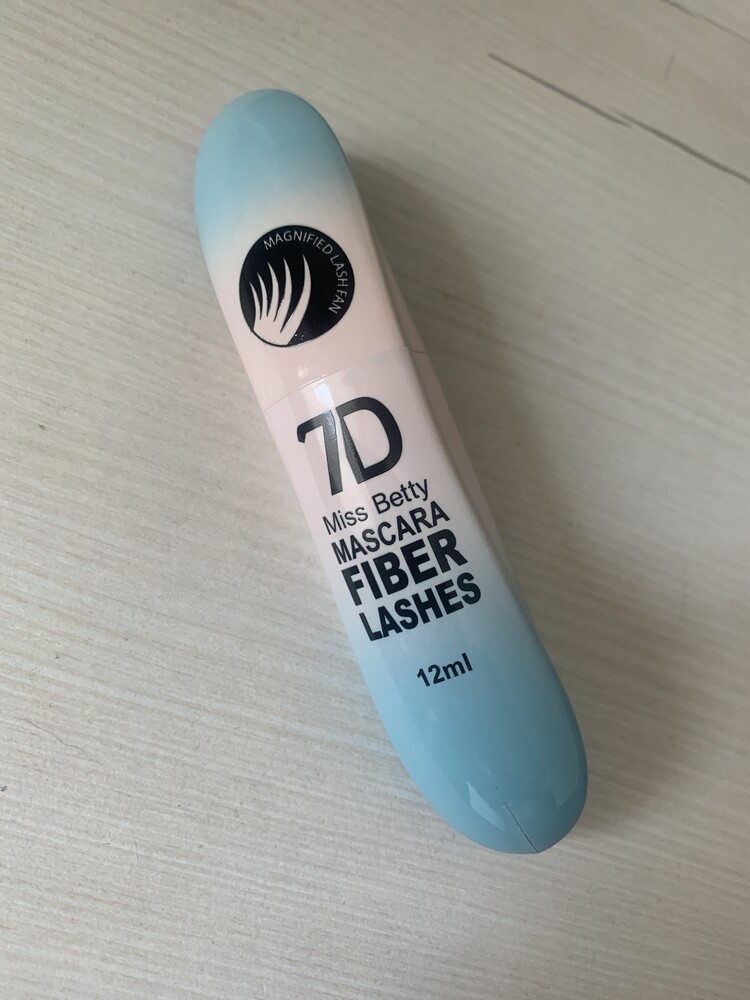 MAGNIFIED LASH FAN
7D
Miss Betty
MASCARA
FIBER
LASHES
12ml